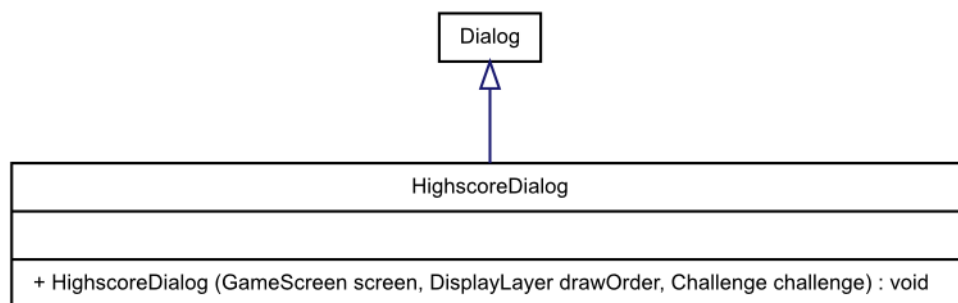 Dialog
HighscoreDialog
+ HighscoreDialog (GameScreen screen, DisplayLayer drawOrder, Challenge challenge) : void